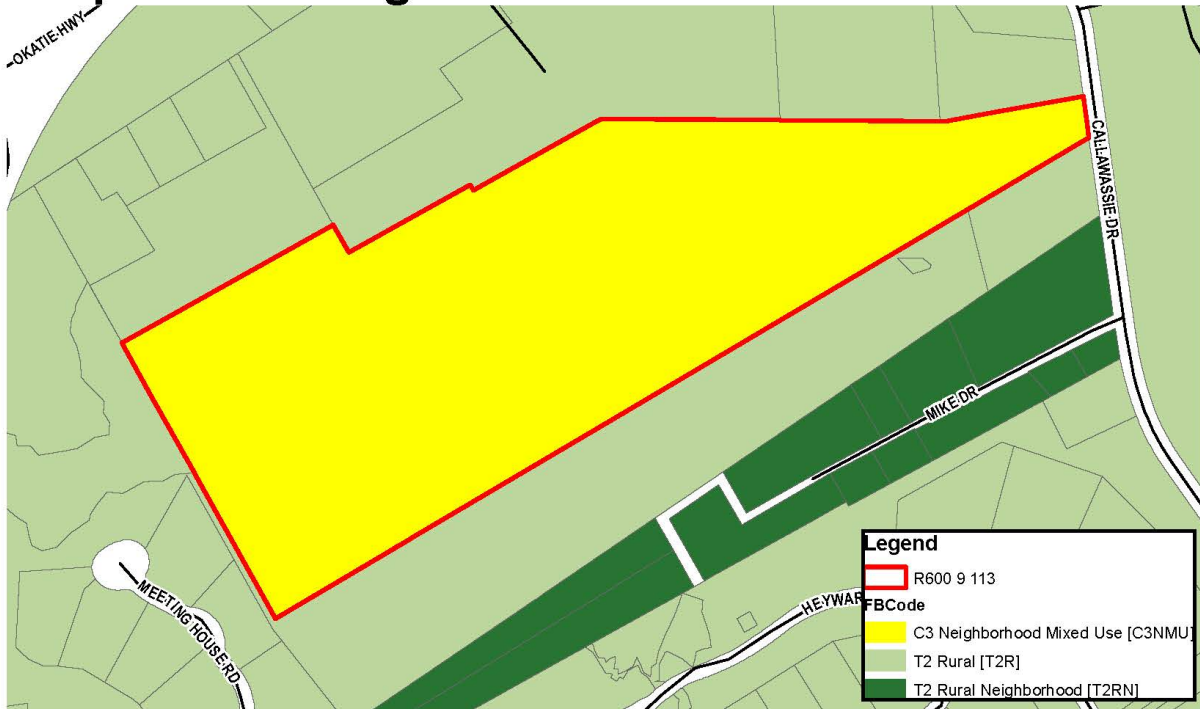 OKATIE HWY
CALLAWASSIE DR
MIKE DR
MEETING HOUSE RD
HEYWAR
Legend
R600 9 113
FBCode
C3 Neighborhood Mixed Use [C3NMU]
T2 Rural [T2R]
T2 Rural Neighborhood [T2RN]